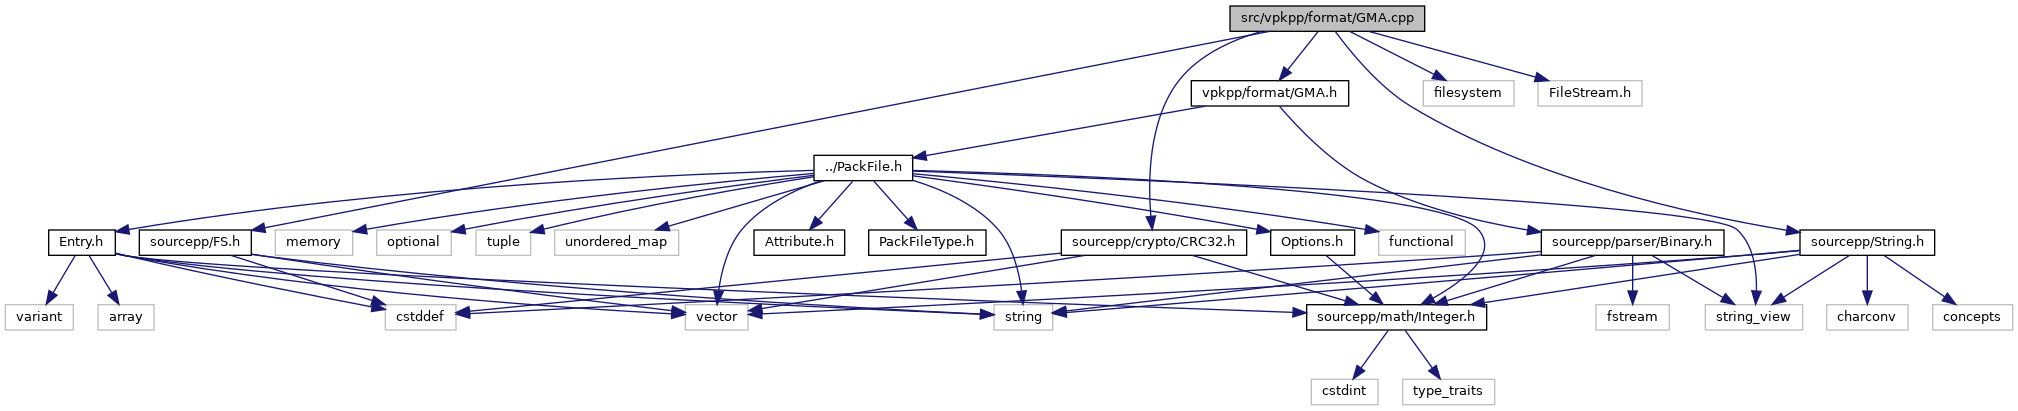 src/vpkpp/format/GMA.cpp
vpkpp/format/GMA.h
filesystem
FileStream.h
../PackFile.h
Entry.h
sourcepp/FS.h
memory
optional
tuple
unordered_map
Attribute.h
PackFileType.h
sourcepp/crypto/CRC32.h
Options.h
functional
sourcepp/parser/Binary.h
sourcepp/String.h
variant
array
cstddef
vector
string
sourcepp/math/Integer.h
fstream
string_view
charconv
concepts
cstdint
type_traits